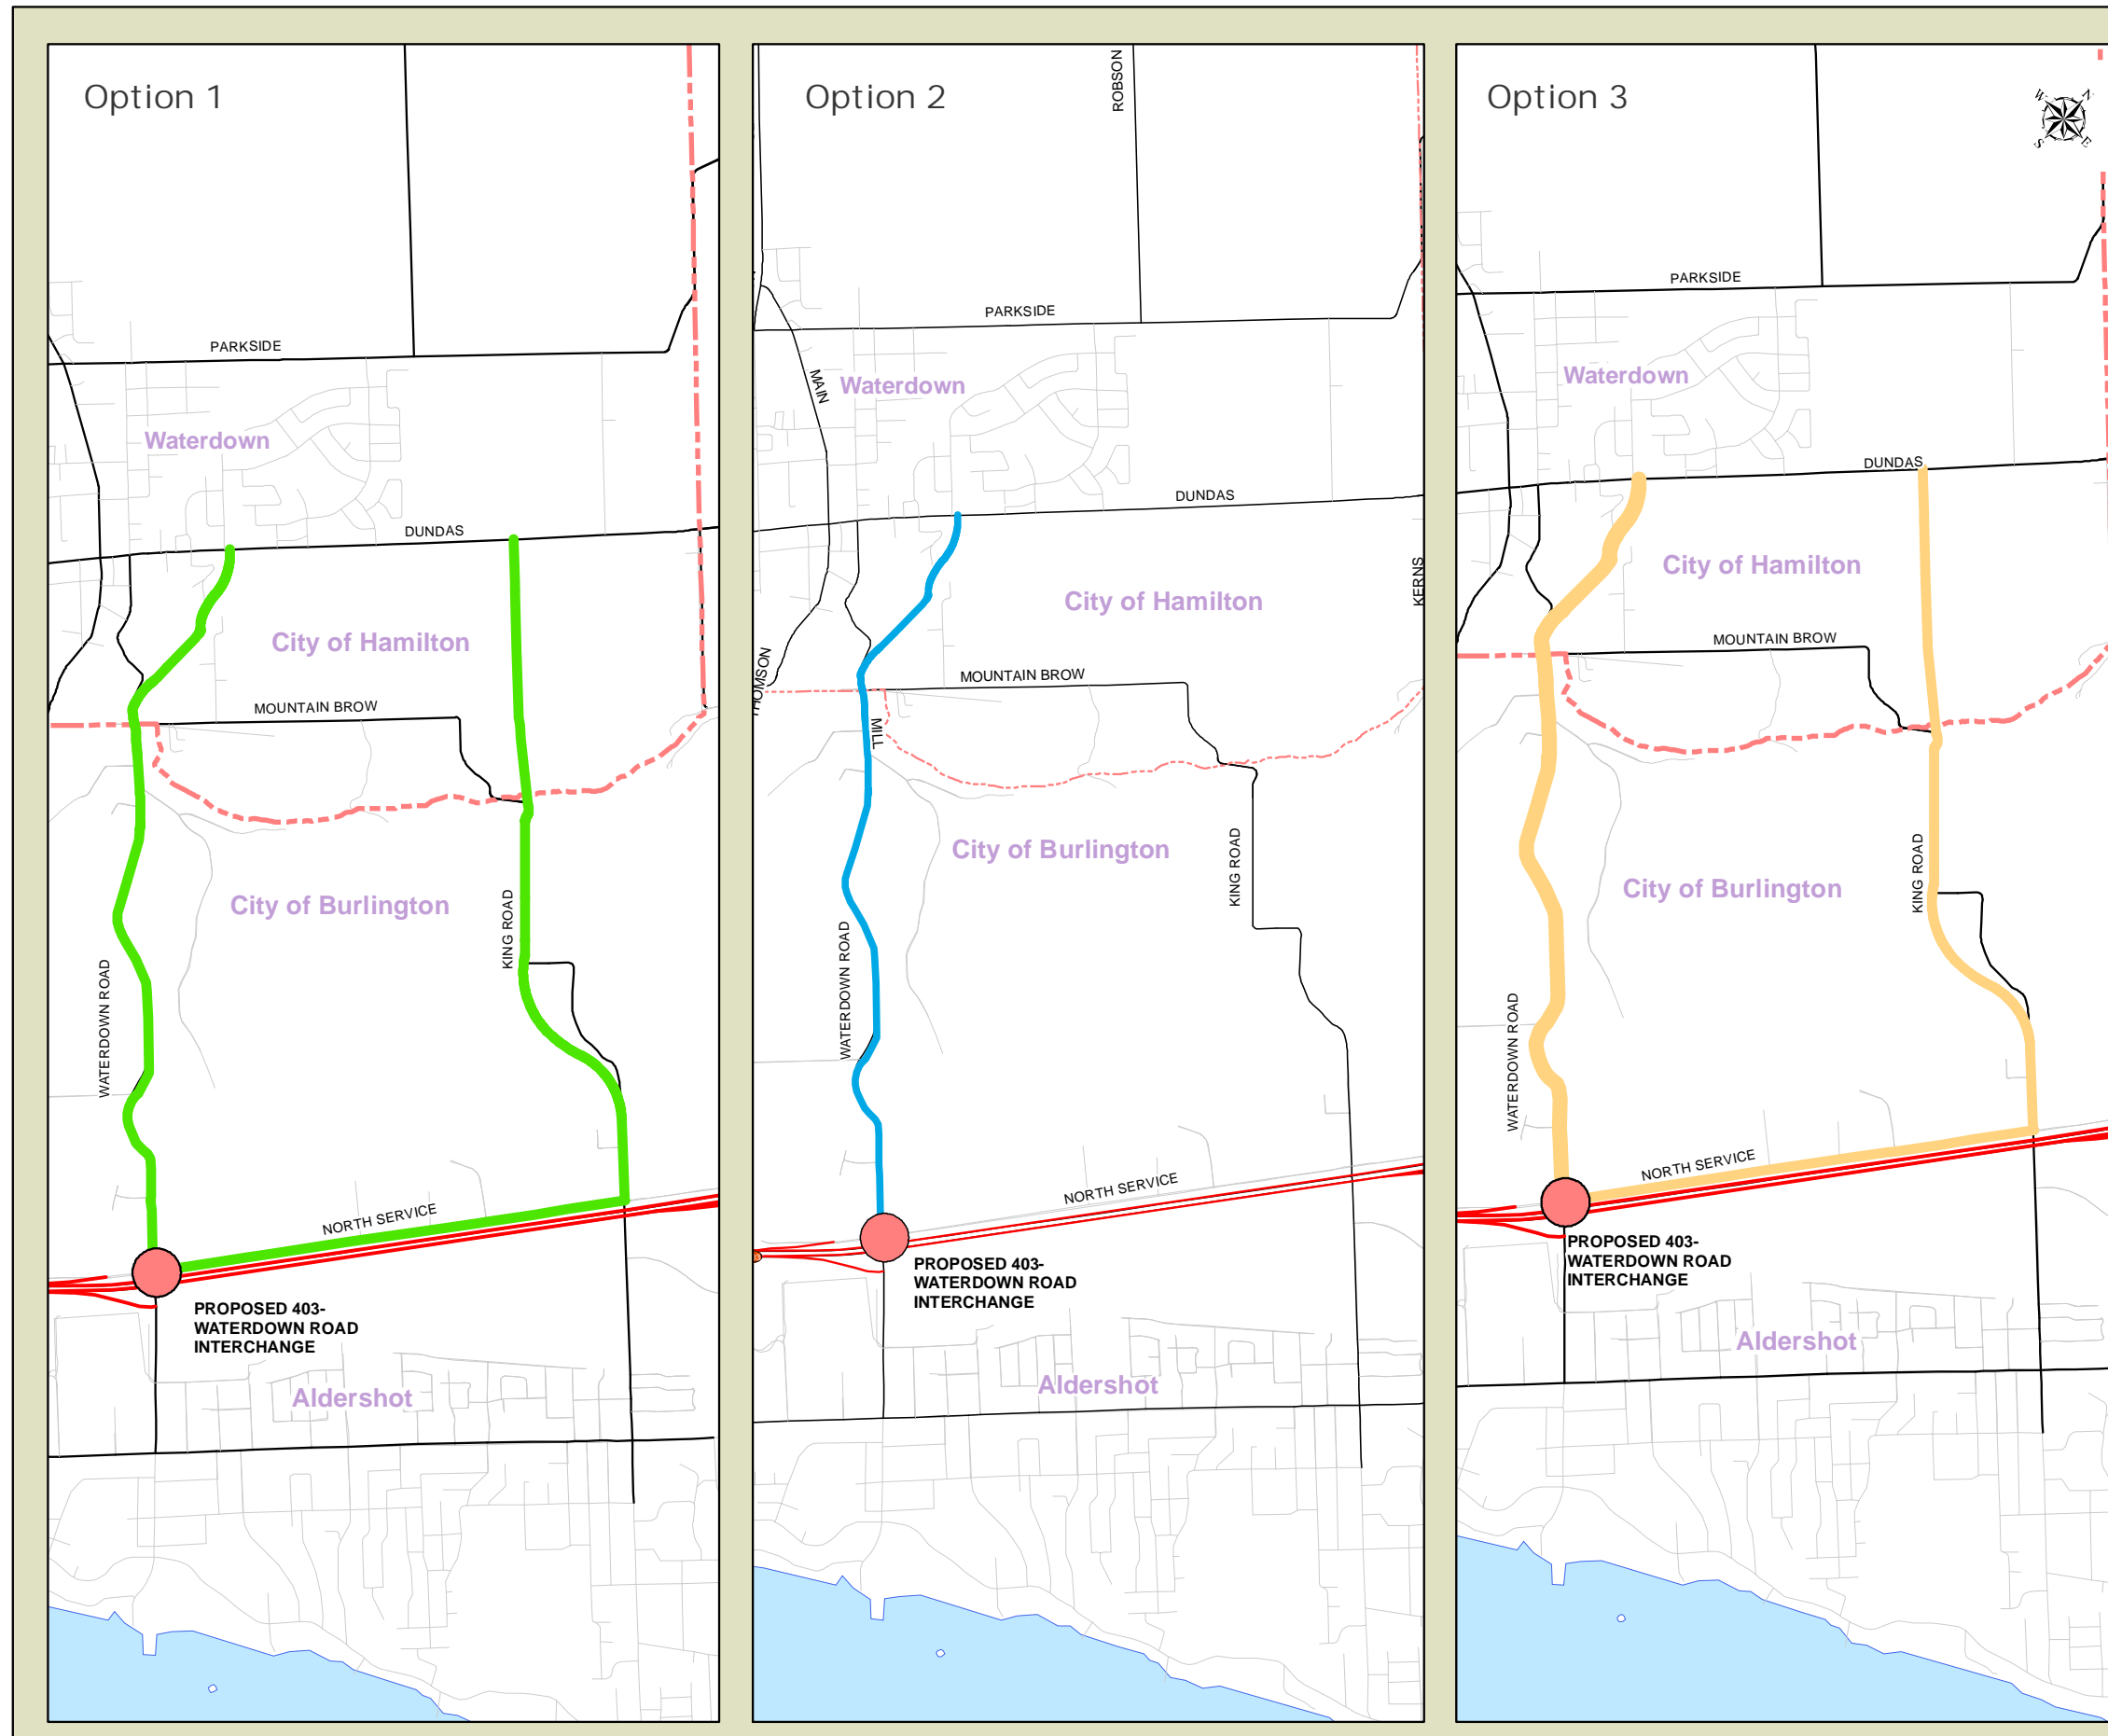 Option 1
PARKSIDE
Waterdown
DUNDAS
City of Hamilton
MOUNTAIN BROW
City of Burlington
KING ROAD
WATERDOWN ROAD
NORTH SERVICE
PROPOSED 403-
WATERDOWN ROAD
INTERCHANGE
Aldershot
Option 2
ROBSON
PARKSIDE
MAIN
Waterdown
DUNDAS
KERNS
City of Hamilton
THOMSON
MOUNTAIN BROW
MILL
City of Burlington
KING ROAD
WATERDOWN ROAD
NORTH SERVICE
PROPOSED 403-
WATERDOWN ROAD
INTERCHANGE
Aldershot
Option 3
W
N
S
E
PARKSIDE
Waterdown
DUNDAS
City of Hamilton
MOUNTAIN BROW
City of Burlington
KING ROAD
WATERDOWN ROAD
NORTH SERVICE
PROPOSED 403-
WATERDOWN ROAD
INTERCHANGE
Aldershot